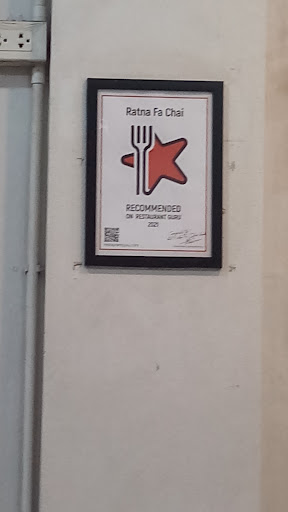 Ratna Fa Chai
RECOMMENDED
ON RESTAURANT GURU
2021